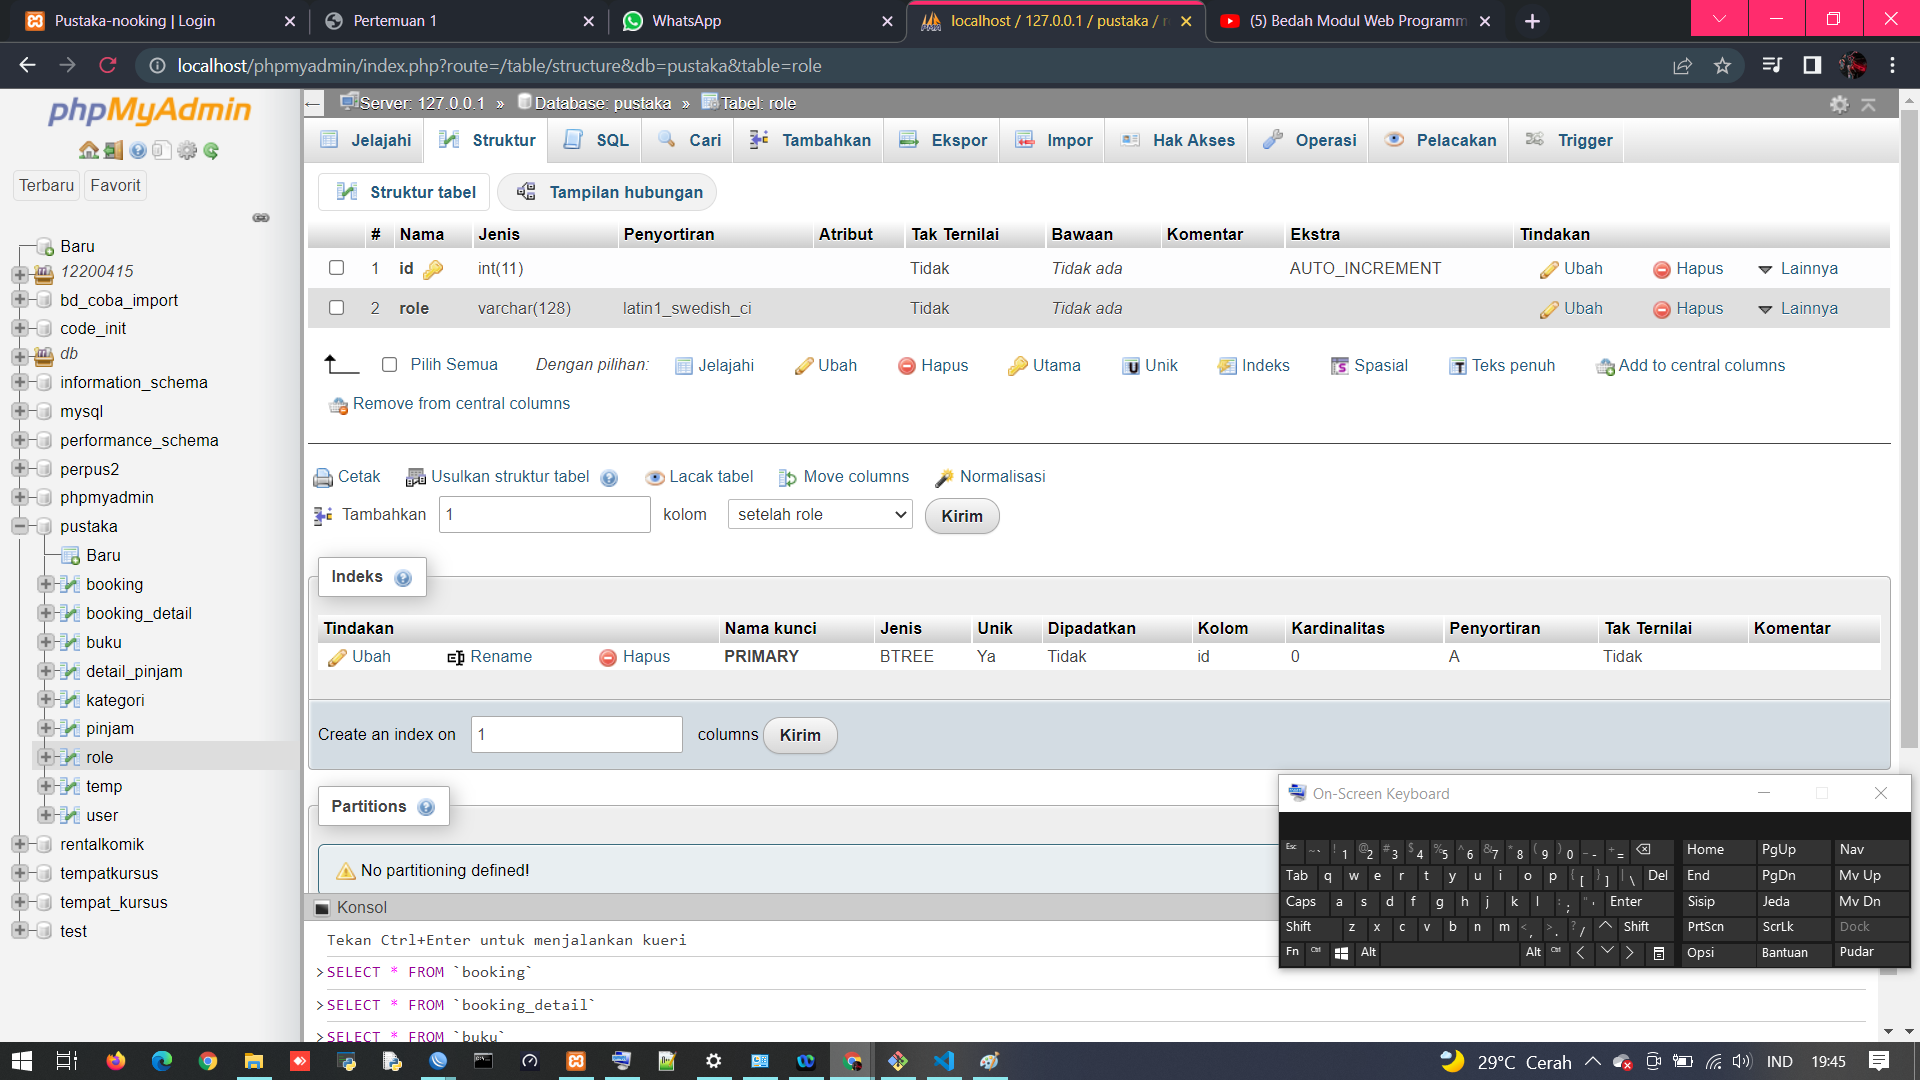 Pustaka-nooking | Login
Pertemuan 1
WhatsApp
localhost / 127.0.0.1 / pustaka / r
(5) Bedah Modul Web Programm
localhost/phpmyadmin/index.php?route=/table/structure&db=pustaka&table=role
phpMyAdmin
Terbaru Favorit
Baru
12200415
bd_coba_import
code_init
db
information_schema
mysql
performance_schema
perpus2
phpmyadmin
pustaka
Baru
booking
booking_detail
buku
detail_pinjam
kategori
pinjam
role
temp
user
rentalkomik
tempatkursus
tempat_kursus
test
Server: 127.0.0.1 » Database: pustaka » Tabel: role
Jelajahi Struktur SQL Cari Tambahkan Ekspor Impor Hak Akses Operasi Pelacakan Trigger
Struktur tabel Tampilan hubungan
# Nama Jenis Penyortiran Atribut Tak Ternilai Bawaan Komentar Ekstra Tindakan
1 id int(11) Tidak Tidak ada AUTO_INCREMENT Ubah Hapus Lainnya
2 role varchar(128) latin1_swedish_ci Tidak Tidak ada Ubah Hapus Lainnya
Pilih Semua Dengan pilihan: Jelajahi Ubah Hapus Utama Unik Indeks Spasial Teks penuh Add to central columns
Remove from central columns
Cetak Usulkan struktur tabel Lacak tabel Move columns Normalisasi
Tambahkan 1 kolom setelah role Kirim
Indeks
Tindakan Nama kunci Jenis Unik Dipadatkan Kolom Kardinalitas Penyortiran Tak Ternilai Komentar
Ubah Rename Hapus PRIMARY BTREE Ya Tidak id 0 A Tidak
Create an index on 1 columns Kirim
Partitions
No partitioning defined!
Konsol
Tekan Ctrl+Enter untuk menjalankan kueri
>SELECT * FROM `booking`
>SELECT * FROM `booking_detail`
>SELECT * FROM `buku`
On-Screen Keyboard
Esc ~ ` ! 1 @ 2 # 3 $ 4 % 5 ^ 6 & 7 * 8 ( 9 ) 0 _ - + = Home PgUp Nav
Tab q w e r t y u i o p { [ } ] | \ Del End PgDn Mv Up
Caps a s d f g h j k l : ; " ' Enter Sisip Jeda Mv Dn
Shift z x c v b n m < , > . ? / Shift PrtScn ScrLk Dock
Fn Ctrl Alt Alt Ctrl Opsi Bantuan Pudar
29°C Cerah IND 19:45